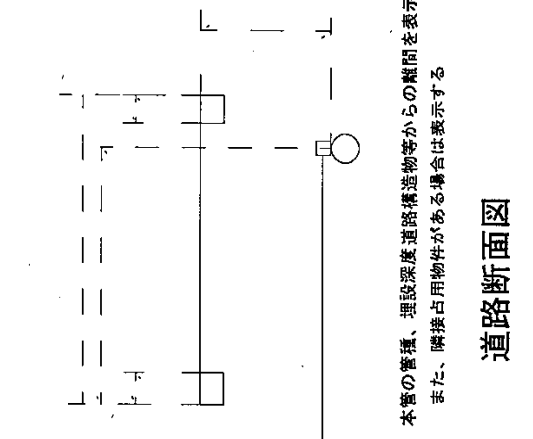 本管の管種、埋設深度道路構造物等からの離間を表示
また、隣接占用物件がある場合は表示する
道路断面図